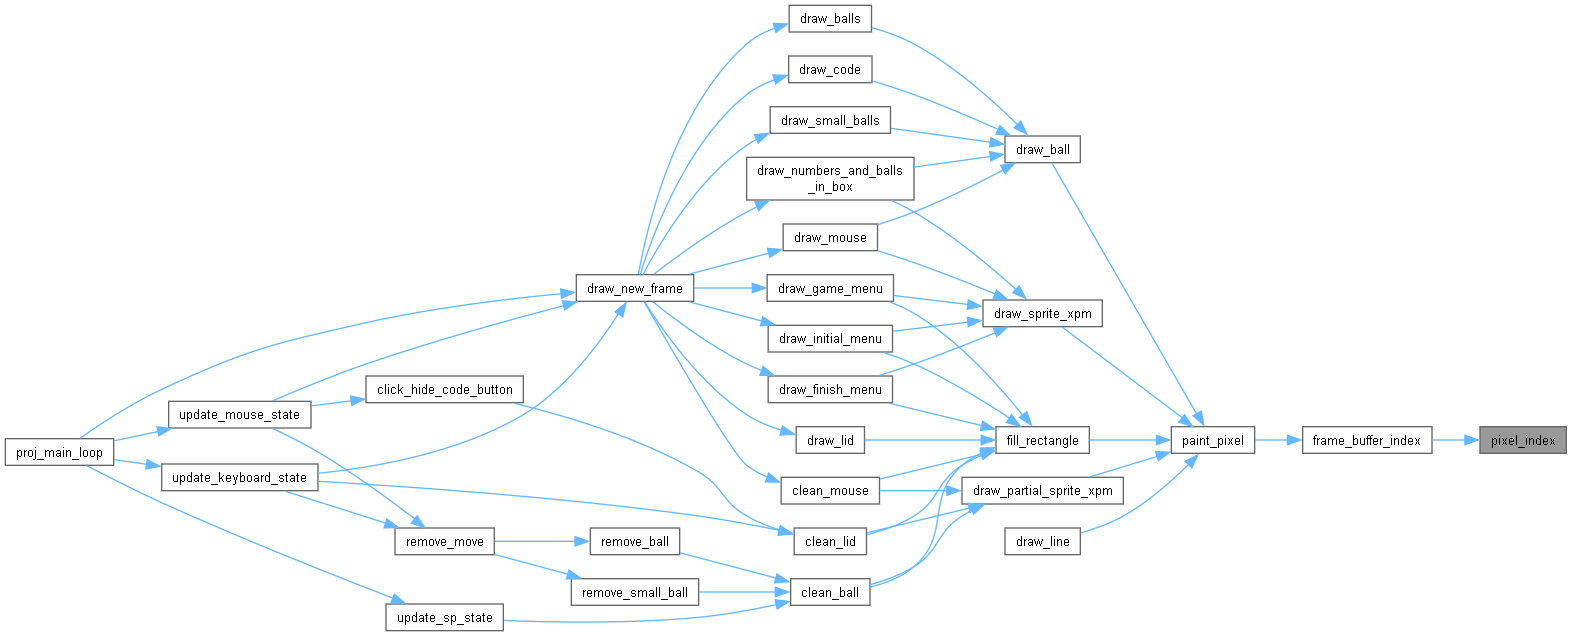 draw_balls
draw_code
draw_small_balls
draw_ball
draw_numbers_and_balls
_in_box
draw_mouse
draw_new_frame
draw_game_menu
draw_sprite_xpm
draw_initial_menu
click_hide_code_button
draw_finish_menu
update_mouse_state
draw_lid
fill_rectangle
paint_pixel
frame_buffer_index
pixel_index
proj_main_loop
update_keyboard_state
clean_mouse
draw_partial_sprite_xpm
remove_move
remove_ball
clean_lid
draw_line
remove_small_ball
clean_ball
update_sp_state